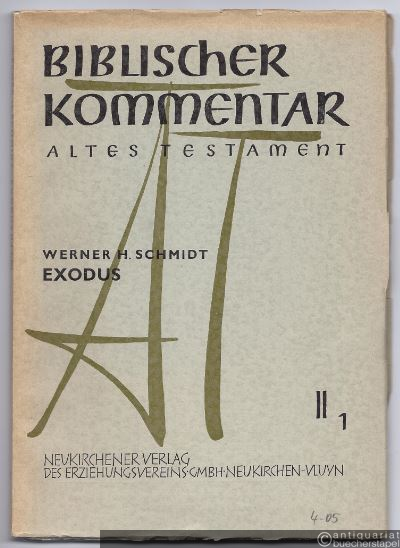 BIBLISCHER
KOMMENTAR
ALTES TESTAMENT
AT
WERNER H. SCHMIDT
EXODUS
II 1
NEUKIRCHENER VERLAG
DES ERZIEHUNGSVEREINS·GMBH·NEUKIRCHEN-VLUYN
4-05
antiquariat
buecherstapel